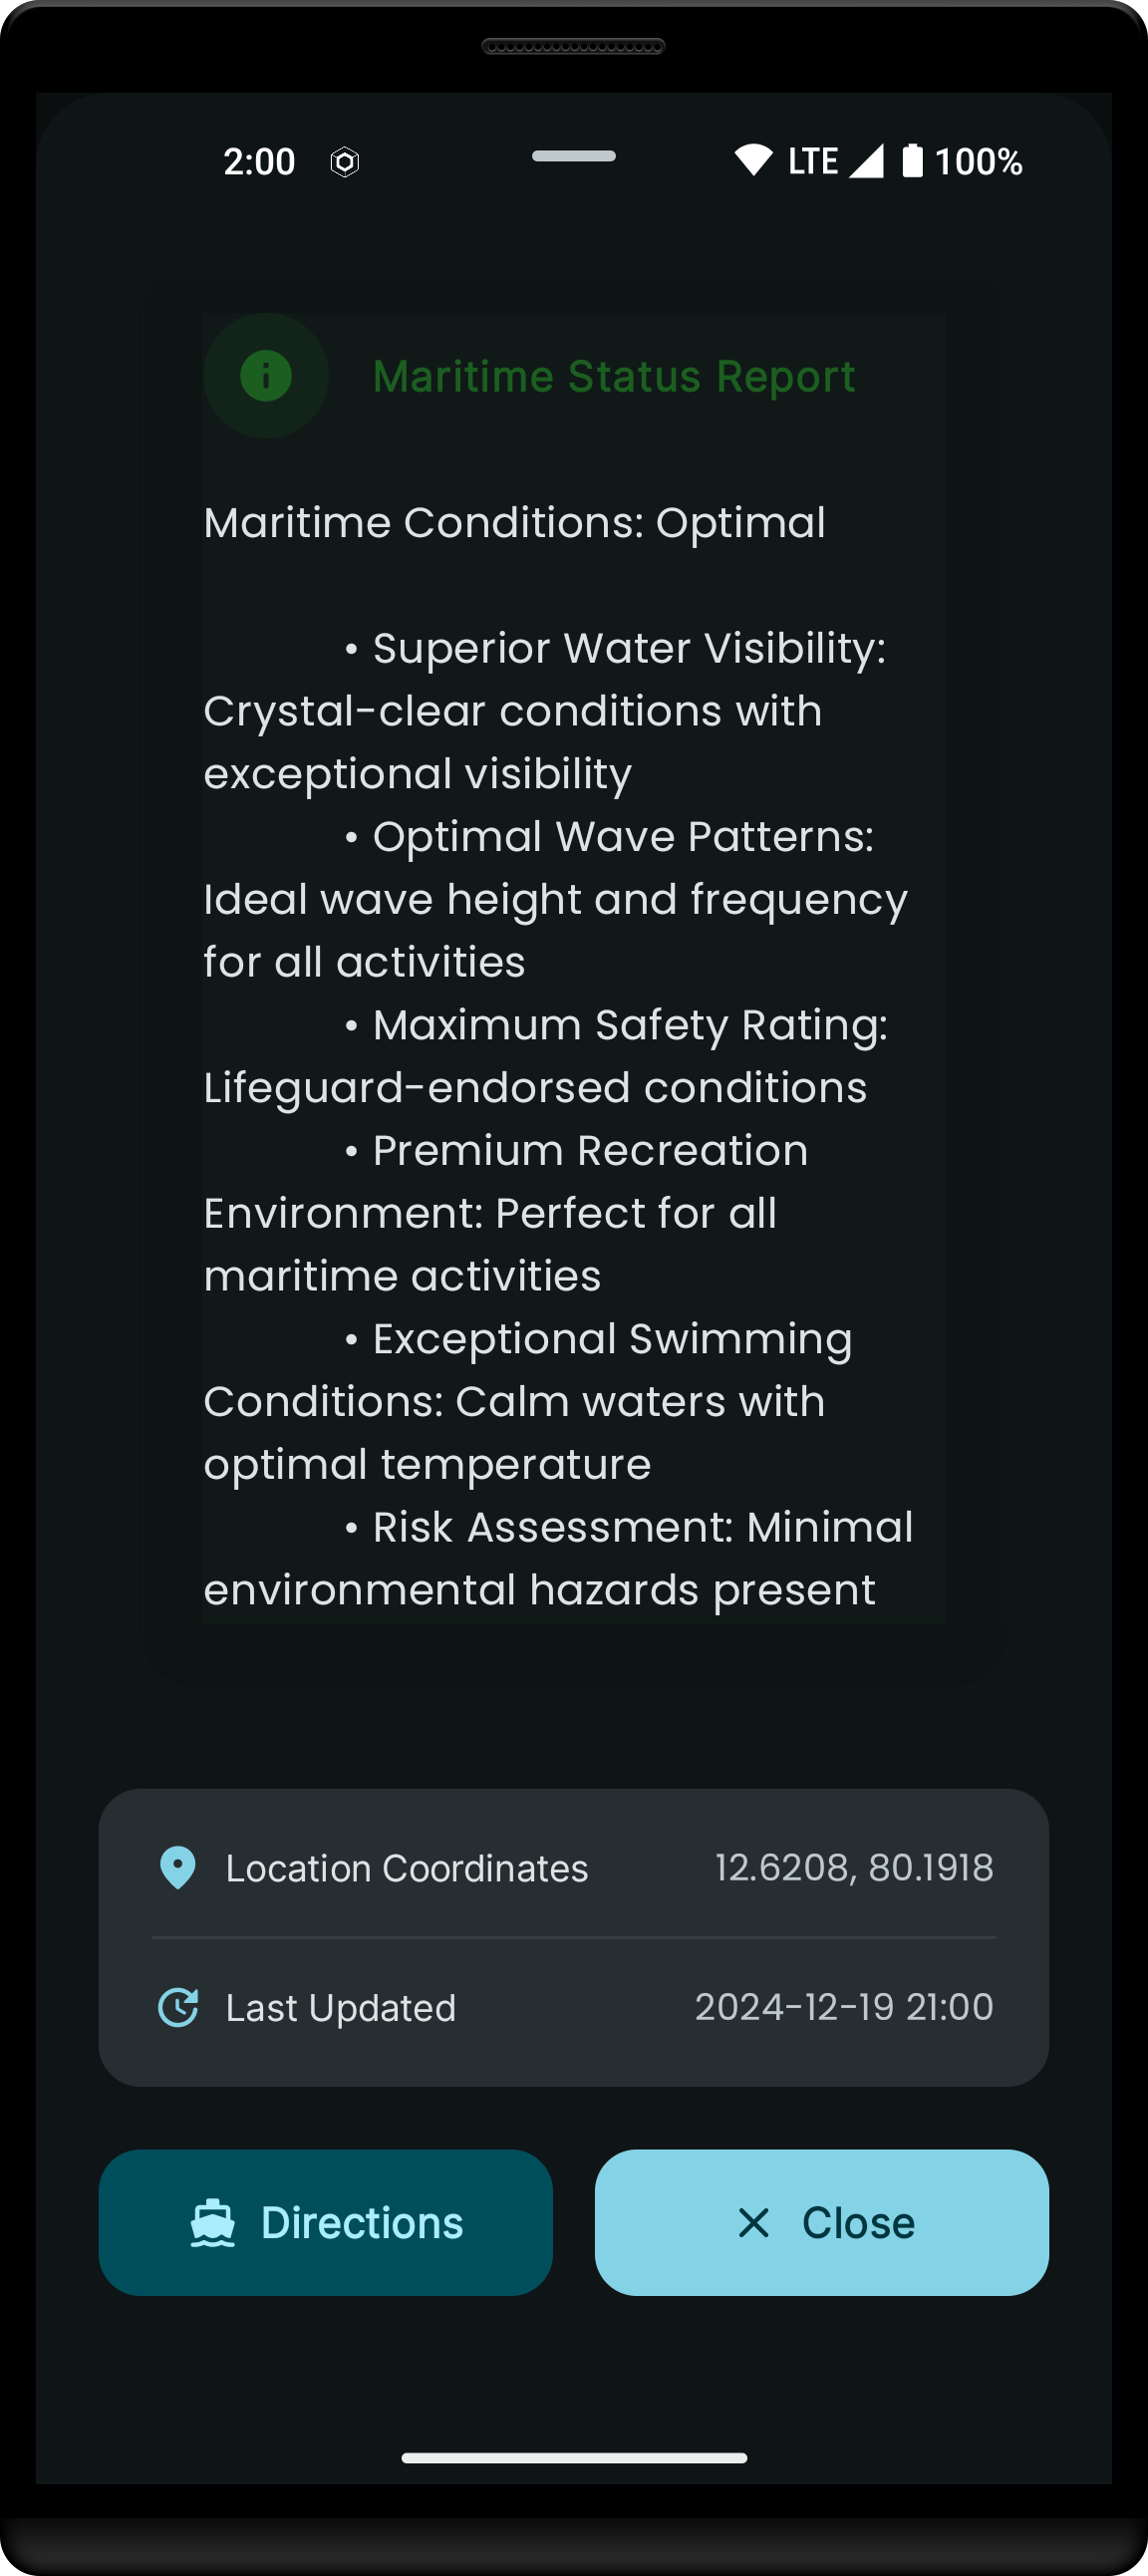 2:00 LTE 100%
Maritime Status Report
Maritime Conditions: Optimal
• Superior Water Visibility:
Crystal-clear conditions with
exceptional visibility
• Optimal Wave Patterns:
Ideal wave height and frequency
for all activities
• Maximum Safety Rating:
Lifeguard-endorsed conditions
• Premium Recreation
Environment: Perfect for all
maritime activities
• Exceptional Swimming
Conditions: Calm waters with
optimal temperature
• Risk Assessment: Minimal
environmental hazards present
Location Coordinates 12.6208, 80.1918
Last Updated 2024-12-19 21:00
Directions Close